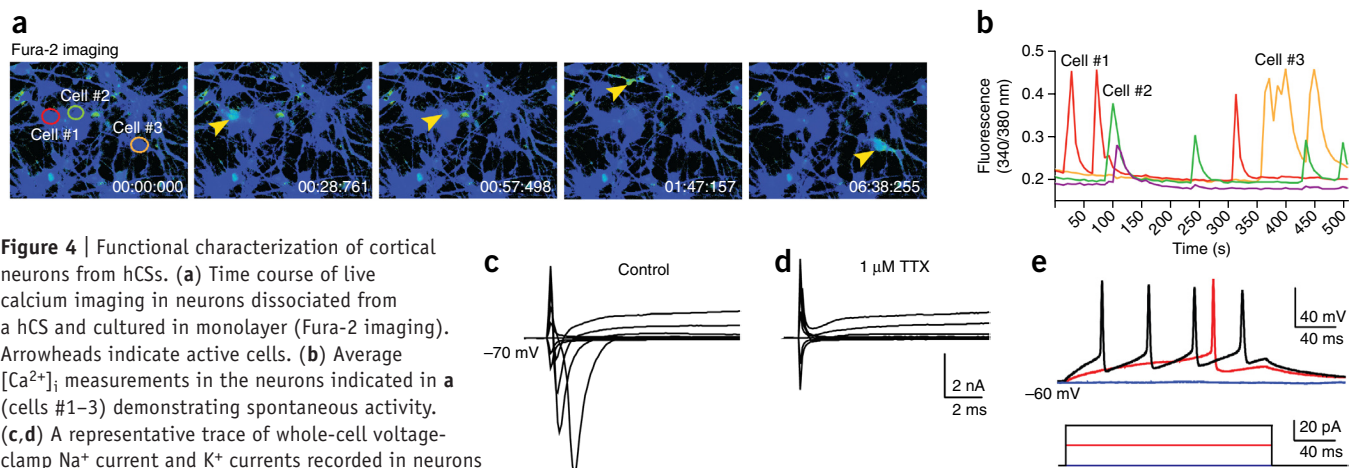 a
Fura-2 imaging
Cell #2
Cell #1
Cell #3
00:00:000
00:28:761
00:57:498
01:47:157
06:38:255
b
Fluorescence
(340/380 nm)
0.5
0.4
0.3
0.2
Cell #1
Cell #2
Cell #3
50
100
150
200
250
300
350
400
450
500
Time (s)
Figure 4 | Functional characterization of cortical
neurons from hCSs. (a) Time course of live
calcium imaging in neurons dissociated from
a hCS and cultured in monolayer (Fura-2 imaging).
Arrowheads indicate active cells. (b) Average
[Ca²⁺]ᵢ measurements in the neurons indicated in a
(cells #1–3) demonstrating spontaneous activity.
(c,d) A representative trace of whole-cell voltage-
clamp Na⁺ current and K⁺ currents recorded in neurons
c
Control
–70 mV
d
1 μM TTX
2 nA
2 ms
e
40 mV
40 ms
–60 mV
20 pA
40 ms